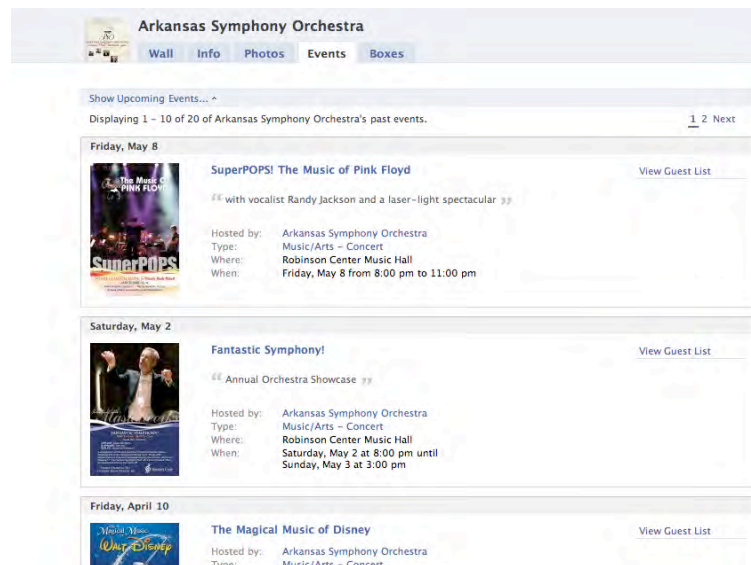 Arkansas Symphony Orchestra
Wall Info Photos Events Boxes
Show Upcoming Events...
Displaying 1 – 10 of 20 of Arkansas Symphony Orchestra's past events.
1 2 Next
Friday, May 8
The Music of
PINK FLOYD
SuperPOPS
SuperPOPS! The Music of Pink Floyd
View Guest List
“ with vocalist Randy Jackson and a laser-light spectacular ”
Hosted by: Arkansas Symphony Orchestra
Type: Music/Arts – Concert
Where: Robinson Center Music Hall
When: Friday, May 8 from 8:00 pm to 11:00 pm
Saturday, May 2
Fantastic Symphony!
View Guest List
“ Annual Orchestra Showcase ”
Hosted by: Arkansas Symphony Orchestra
Type: Music/Arts – Concert
Where: Robinson Center Music Hall
When: Saturday, May 2 at 8:00 pm until
Sunday, May 3 at 3:00 pm
Friday, April 10
Magical Music
WALT DISNEY
The Magical Music of Disney
View Guest List
Hosted by: Arkansas Symphony Orchestra
Type: Music/Arts – Concert